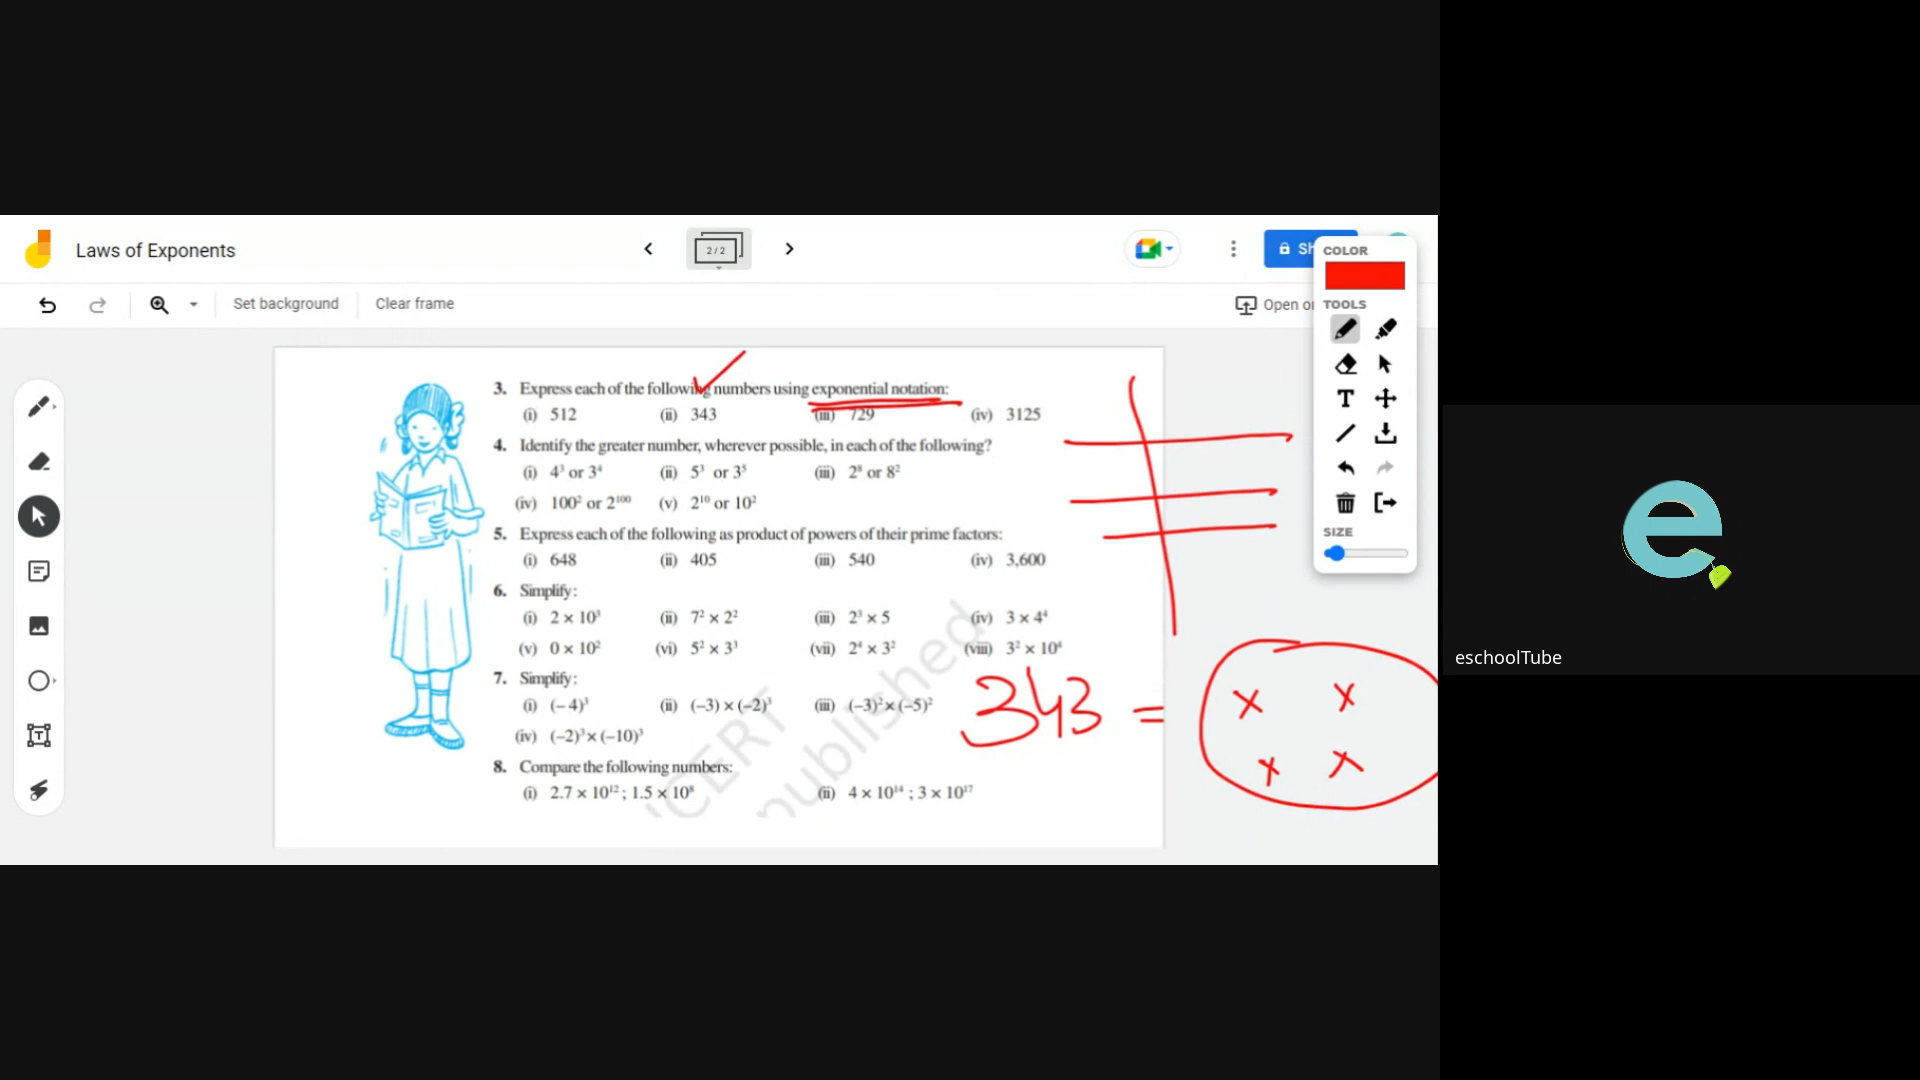 Laws of Exponents
2 / 2
Sh
Set background
Clear frame
Open o
COLOR
TOOLS
SIZE
3. Express each of the following numbers using exponential notation:
(i) 512 (ii) 343 (iii) 729 (iv) 3125
4. Identify the greater number, wherever possible, in each of the following?
(i) 4³ or 3⁴ (ii) 5³ or 3⁵ (iii) 2⁸ or 8²
(iv) 100² or 2¹⁰⁰ (v) 2¹⁰ or 10²
5. Express each of the following as product of powers of their prime factors:
(i) 648 (ii) 405 (iii) 540 (iv) 3,600
6. Simplify:
(i) 2 × 10³ (ii) 7² × 2² (iii) 2³ × 5 (iv) 3 × 4⁴
(v) 0 × 10² (vi) 5² × 3³ (vii) 2⁴ × 3² (viii) 3² × 10⁴
7. Simplify:
(i) (– 4)³ (ii) (–3) × (–2)³ (iii) (–3)² × (–5)²
(iv) (–2)³ × (–10)³
8. Compare the following numbers:
(i) 2.7 × 10¹² ; 1.5 × 10⁸ (ii) 4 × 10¹⁴ ; 3 × 10¹⁷
343 = x x
x x
NCERT
published
e
eschoolTube